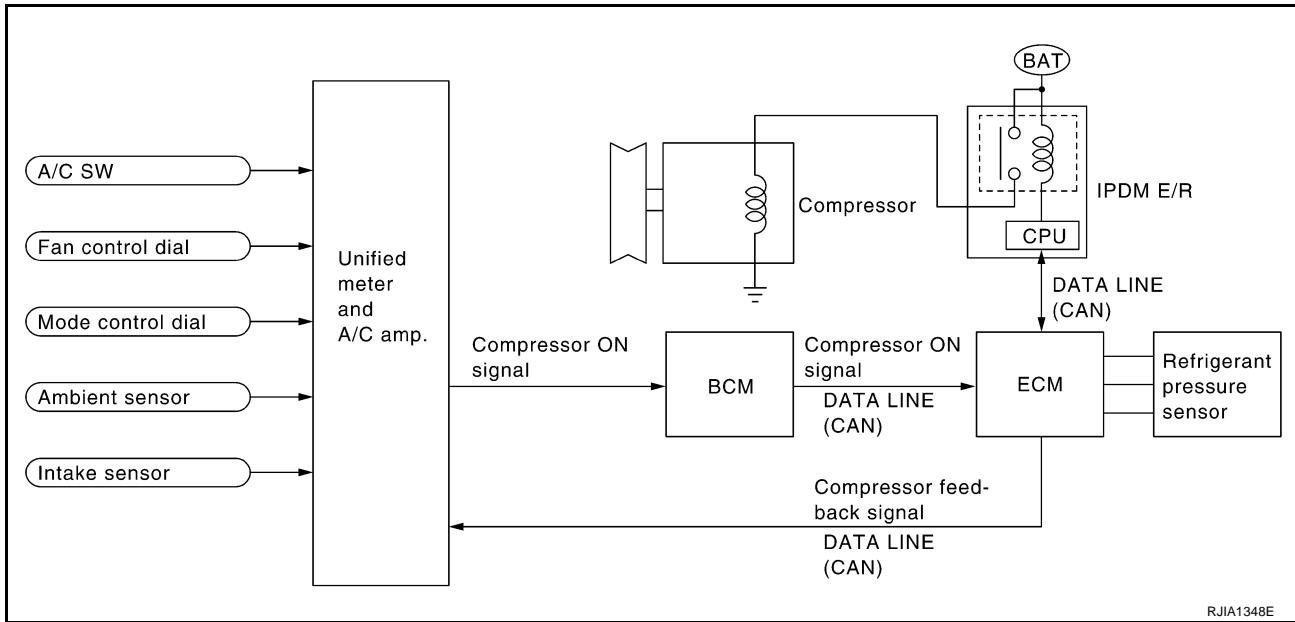 BAT
A/C SW
Fan control dial
Mode control dial
Ambient sensor
Intake sensor
Unified
meter
and
A/C amp.
Compressor
IPDM E/R
CPU
DATA LINE
(CAN)
Compressor ON
signal
BCM
Compressor ON
signal
DATA LINE
(CAN)
ECM
Refrigerant
pressure
sensor
Compressor feed-
back signal
DATA LINE
(CAN)
RJIA1348E